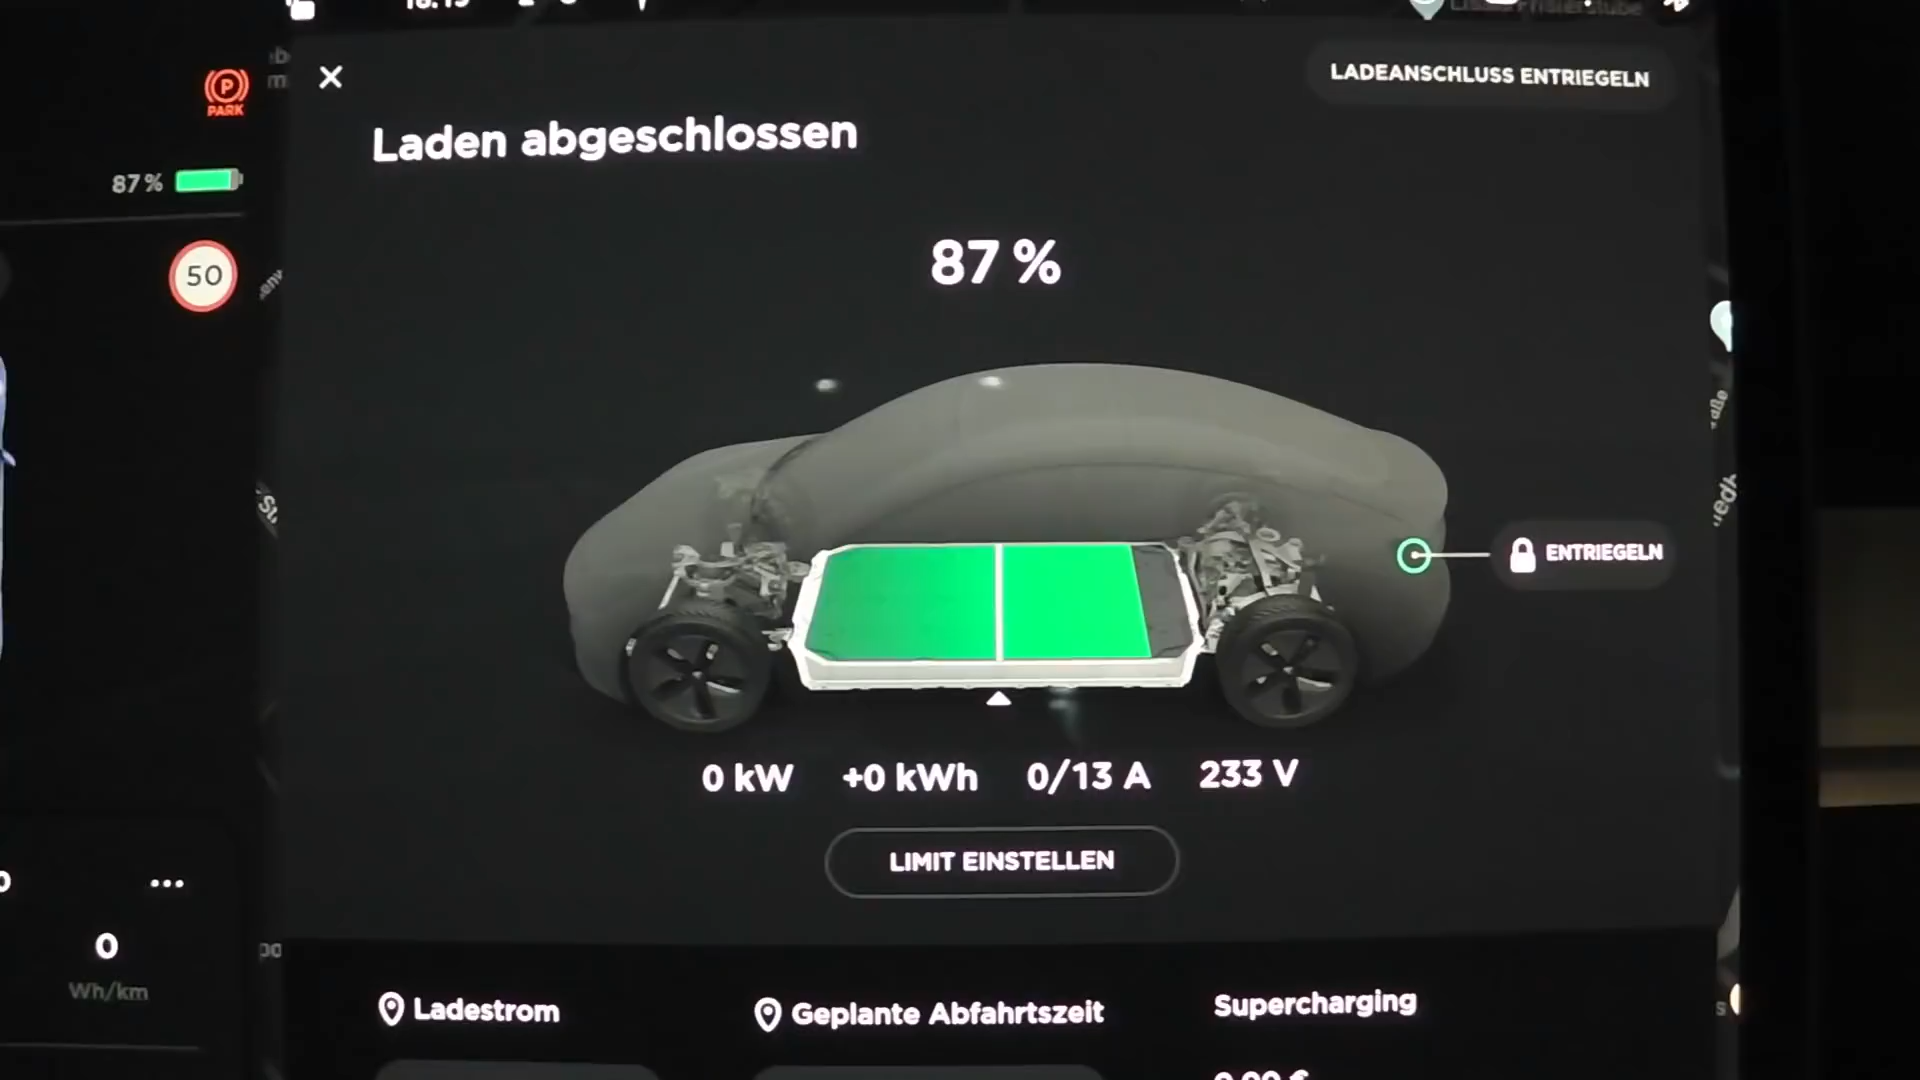 LADEANSCHLUSS ENTRIEGELN
P
PARK
Laden abgeschlossen
87 %
87 %
50
ENTRIEGELN
0 kW +0 kWh 0/13 A 233 V
LIMIT EINSTELLEN
0
Wh/km
Ladestrom
Geplante Abfahrtszeit
Supercharging